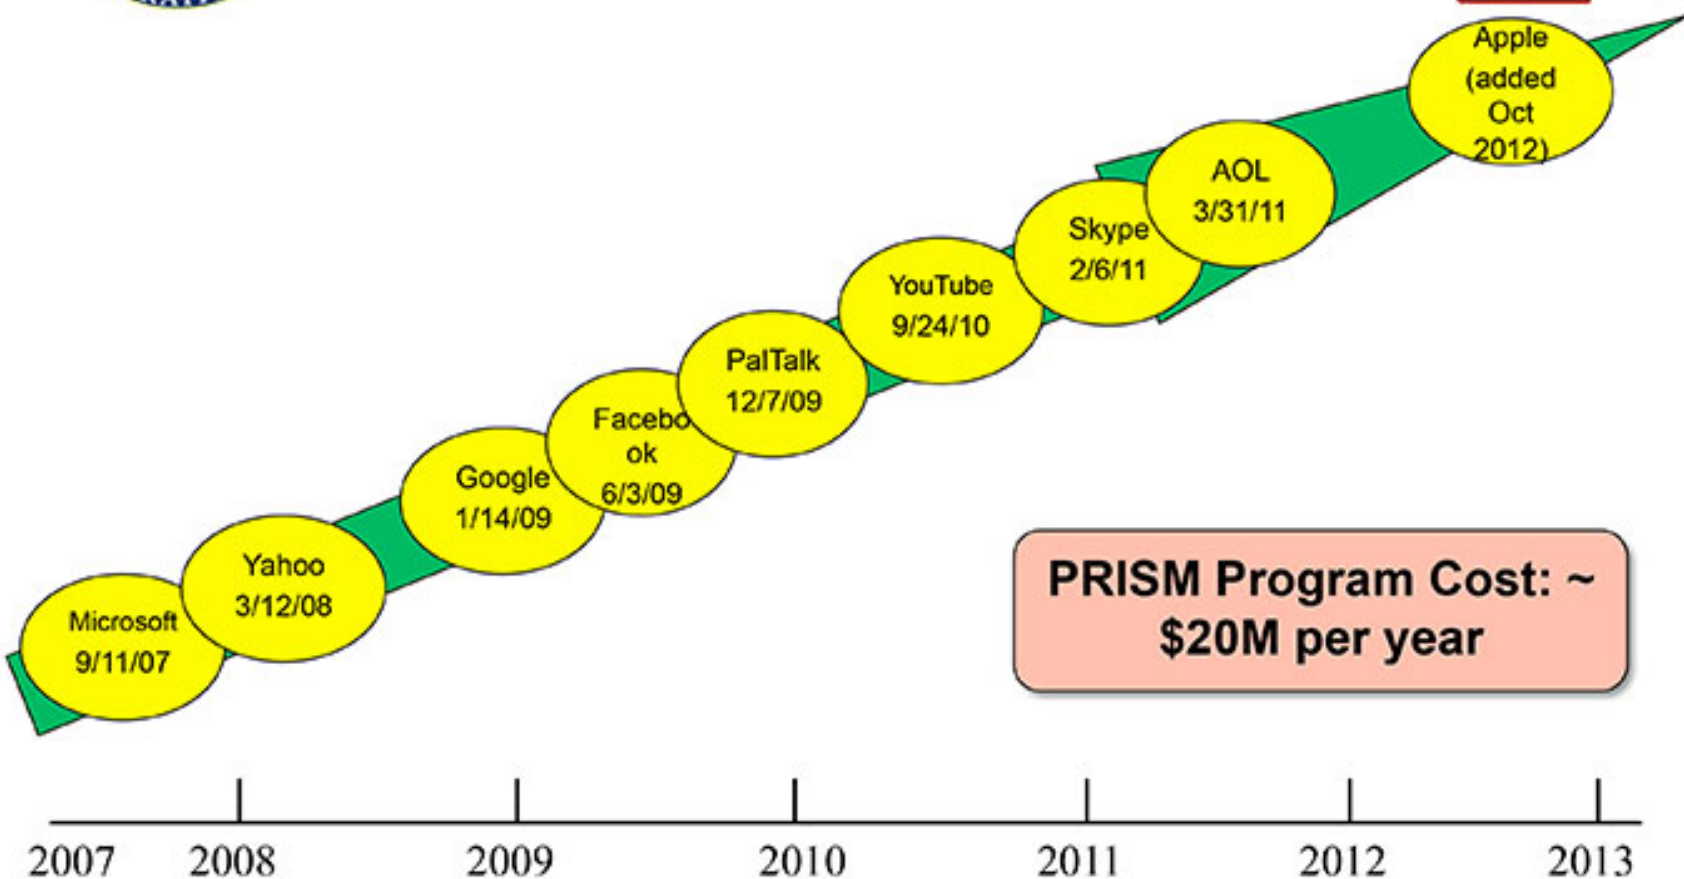 Apple
(added
Oct
2012)
AOL
3/31/11
Skype
2/6/11
YouTube
9/24/10
PalTalk
12/7/09
Facebo
ok
6/3/09
Google
1/14/09
Yahoo
3/12/08
Microsoft
9/11/07
PRISM Program Cost: ~
$20M per year
2007 2008 2009 2010 2011 2012 2013